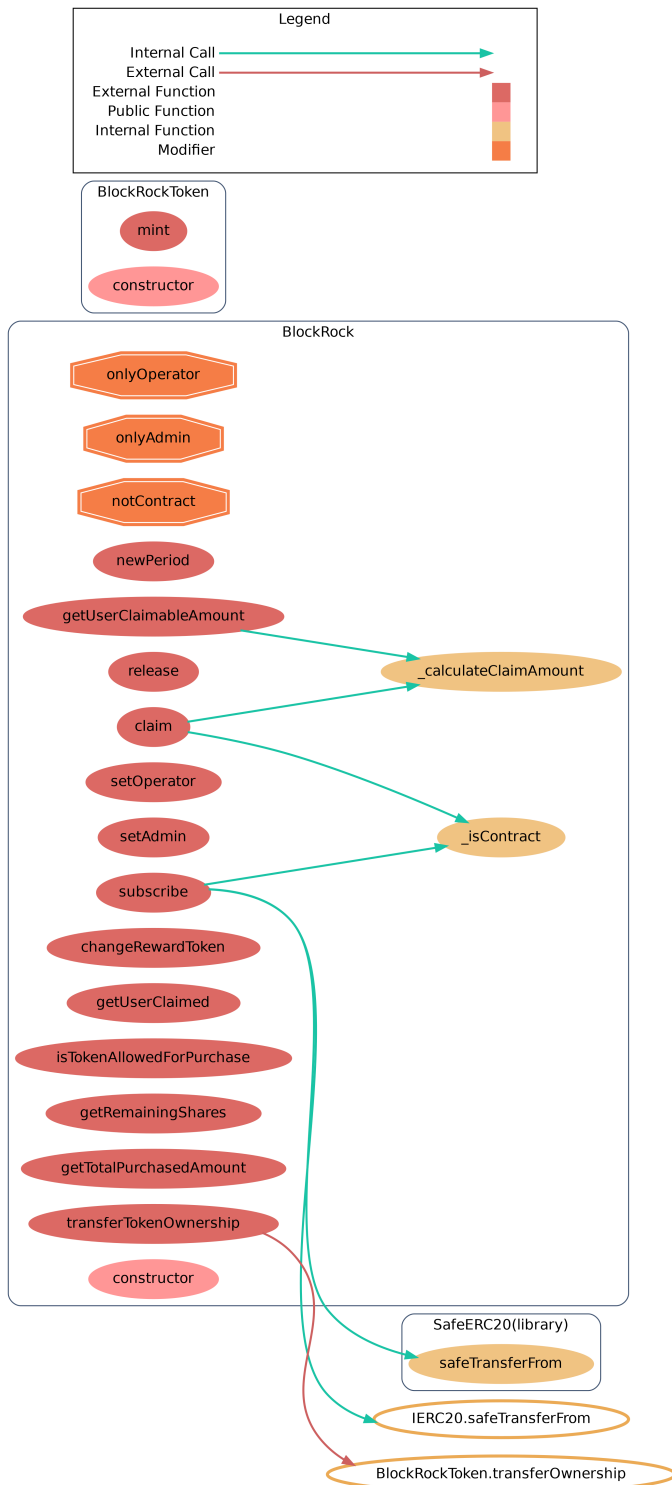 Legend
Internal Call
External Call
External Function
Public Function
Internal Function
Modifier
BlockRockToken
mint
constructor
BlockRock
onlyOperator
onlyAdmin
notContract
newPeriod
getUserClaimableAmount
release
_calculateClaimAmount
claim
setOperator
setAdmin
_isContract
subscribe
changeRewardToken
getUserClaimed
isTokenAllowedForPurchase
getRemainingShares
getTotalPurchasedAmount
transferTokenOwnership
constructor
SafeERC20(library)
safeTransferFrom
IERC20.safeTransferFrom
BlockRockToken.transferOwnership